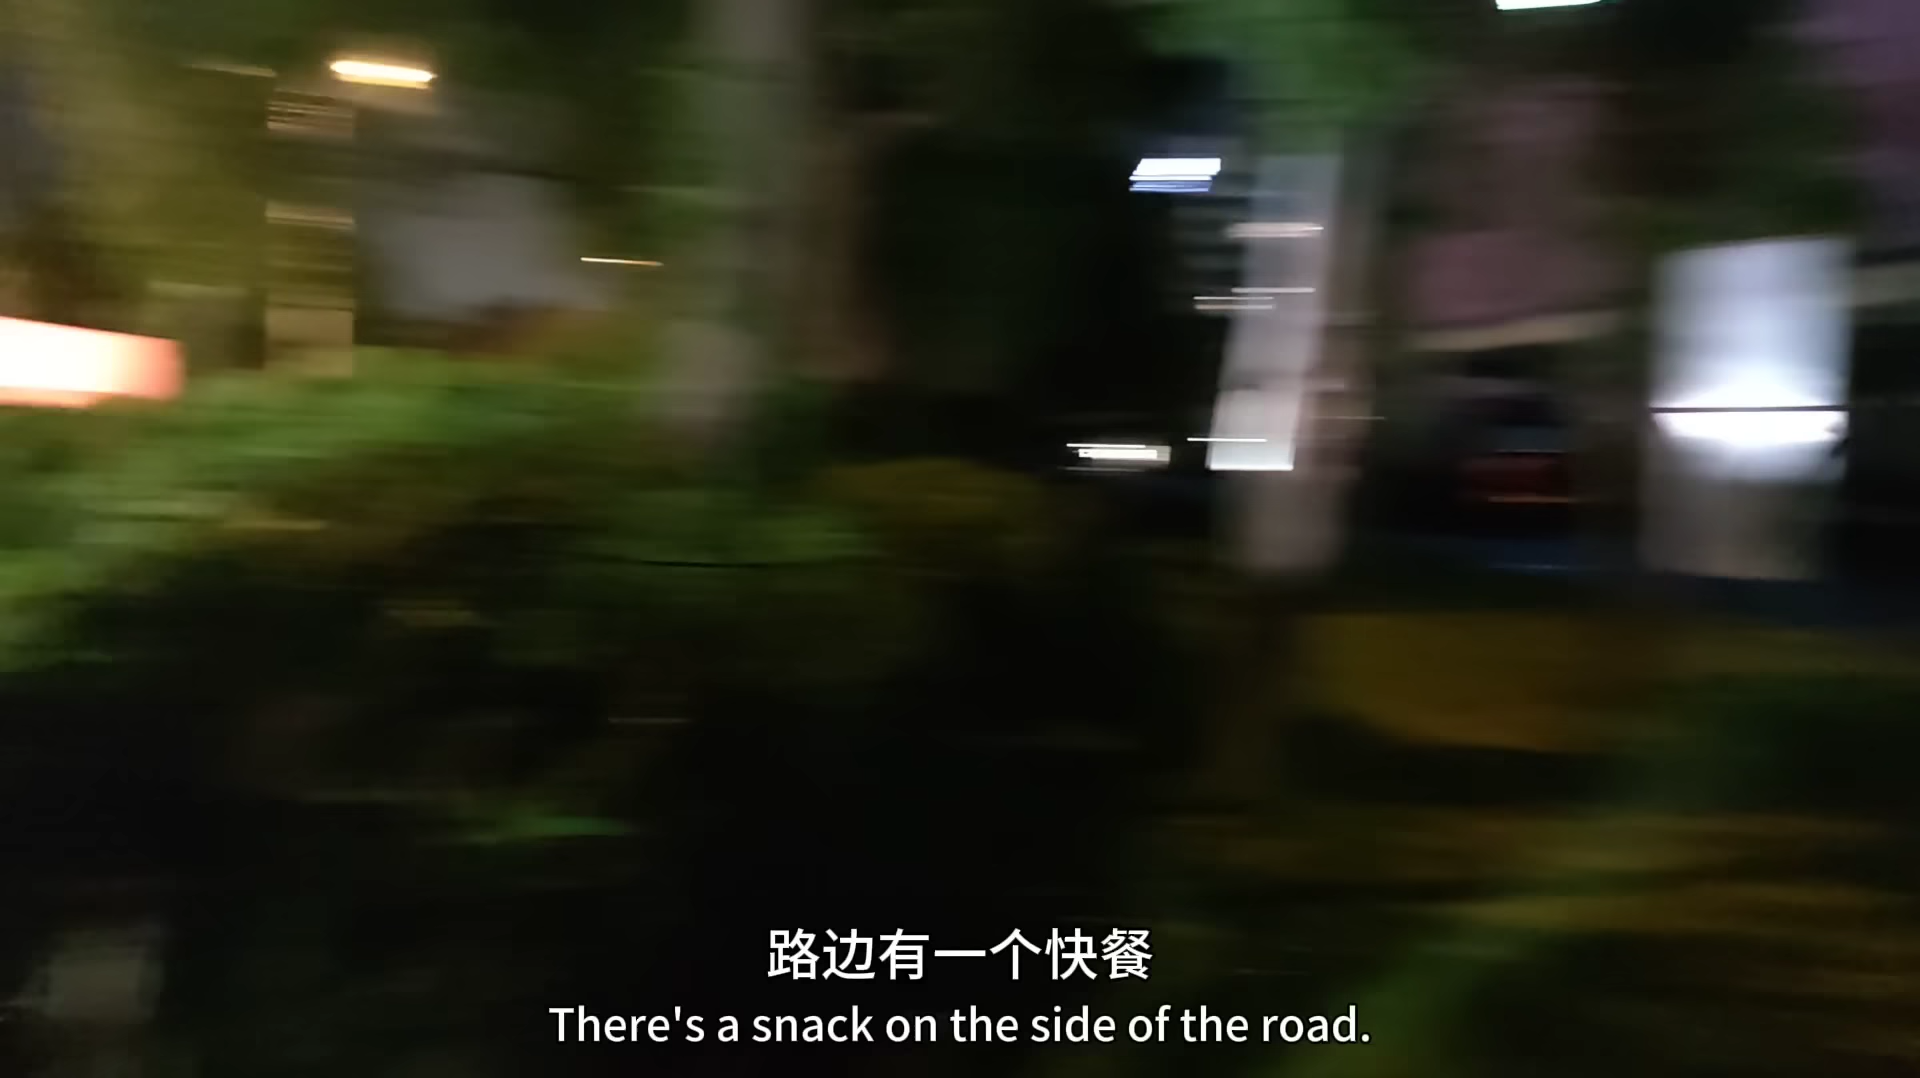 路边有一个快餐
There's a snack on the side of the road.